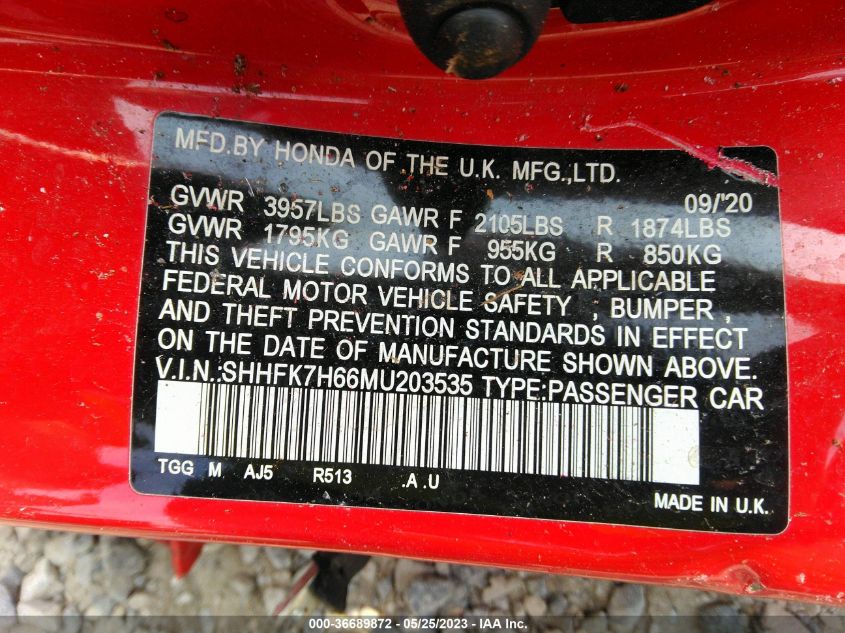 MFD.BY HONDA OF THE U.K. MFG.,LTD.
09/'20
GVWR 3957LBS GAWR F 2105LBS R 1874LBS
GVWR 1795KG GAWR F 955KG R 850KG
THIS VEHICLE CONFORMS TO ALL APPLICABLE
FEDERAL MOTOR VEHICLE SAFETY , BUMPER ,
AND THEFT PREVENTION STANDARDS IN EFFECT
ON THE DATE OF MANUFACTURE SHOWN ABOVE.
V.I.N.:SHHFK7H66MU203535 TYPE:PASSENGER CAR
TGG M AJ5 R513 .A .U
MADE IN U.K.
000-36689872 - 05/25/2023 - IAA Inc.